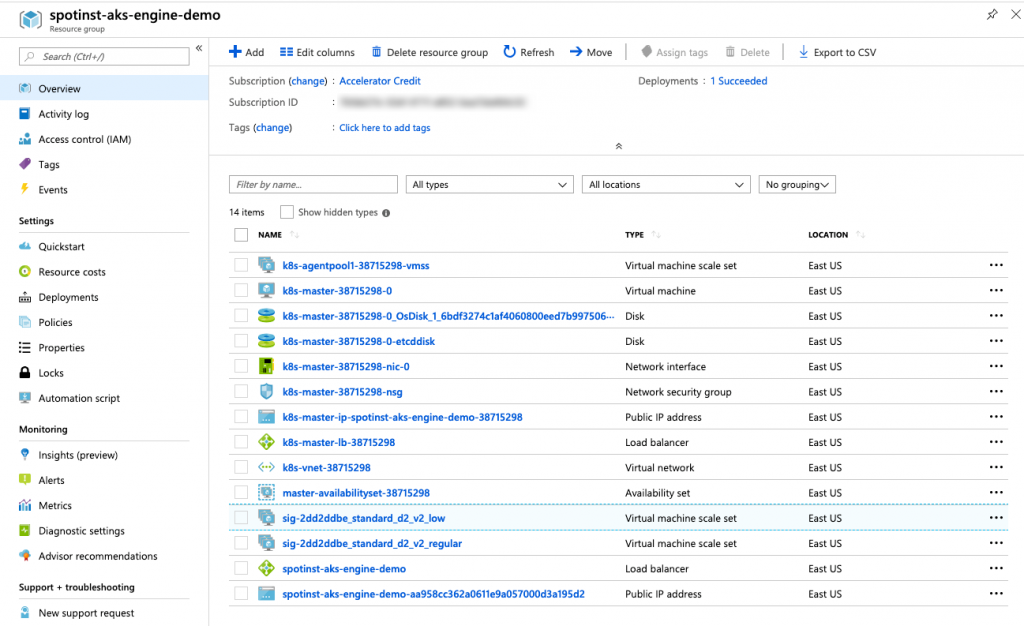 spotinst-aks-engine-demo
Resource group
Search (Ctrl+/)
Overview
Activity log
Access control (IAM)
Tags
Events
Settings
Quickstart
Resource costs
Deployments
Policies
Properties
Locks
Automation script
Monitoring
Insights (preview)
Alerts
Metrics
Diagnostic settings
Advisor recommendations
Support + troubleshooting
New support request
Add Edit columns Delete resource group Refresh Move Assign tags Delete Export to CSV
Subscription (change) : Accelerator Credit Deployments : 1 Succeeded
Subscription ID :
Tags (change) : Click here to add tags
Filter by name... All types All locations No grouping
14 items Show hidden types
NAME TYPE LOCATION
k8s-agentpool1-38715298-vmss Virtual machine scale set East US
k8s-master-38715298-0 Virtual machine East US
k8s-master-38715298-0_OsDisk_1_6bdf3274c1af4060800eed7b997506... Disk East US
k8s-master-38715298-0-etcddisk Disk East US
k8s-master-38715298-nic-0 Network interface East US
k8s-master-38715298-nsg Network security group East US
k8s-master-ip-spotinst-aks-engine-demo-38715298 Public IP address East US
k8s-master-lb-38715298 Load balancer East US
k8s-vnet-38715298 Virtual network East US
master-availabilityset-38715298 Availability set East US
sig-2dd2ddbe_standard_d2_v2_low Virtual machine scale set East US
sig-2dd2ddbe_standard_d2_v2_regular Virtual machine scale set East US
spotinst-aks-engine-demo Load balancer East US
spotinst-aks-engine-demo-aa958cc362a0611e9a057000d3a195d2 Public IP address East US